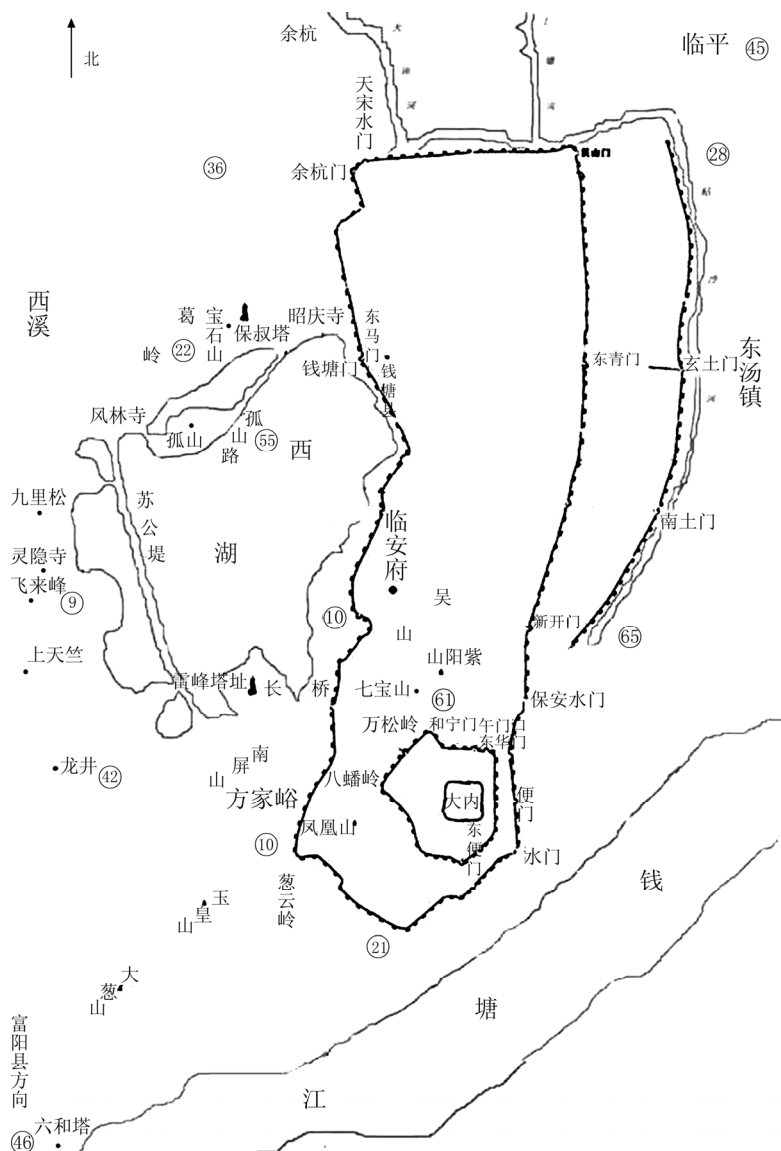 余杭
临平
㊺
北
天宋水门
余杭门
艮山门
㉘
㊱
西溪
葛岭
宝石山
保叔塔
昭庆寺
东马门
㉒
钱塘门
钱塘县
东青门
玄土门
东汤镇
风林寺
孤山
孤山路
55
西湖
九里松
苏公堤
临安府
南土门
灵隐寺
飞来峰
⑨
⑩
吴山
新开门
65
上天竺
山阳紫
雷峰塔址
长桥
七宝山
61
保安水门
万松岭
和宁门
午门
东华门
龙井
㊷
南屏山
八蟠岭
方家峪
大内
便门
凤凰山
东便门
水门
⑩
葱云岭
玉皇山
㉑
钱塘江
大葱山
富阳县方向
六和塔
㊻